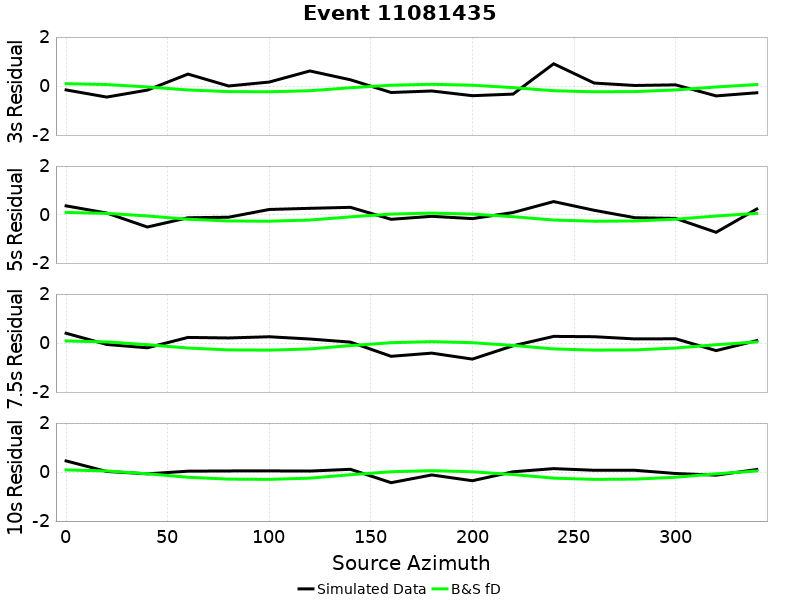 Event 11081435
3s Residual
2
0
-2
5s Residual
2
0
-2
7.5s Residual
2
0
-2
10s Residual
2
0
-2
0 50 100 150 200 250 300
Source Azimuth
Simulated Data B&S fD